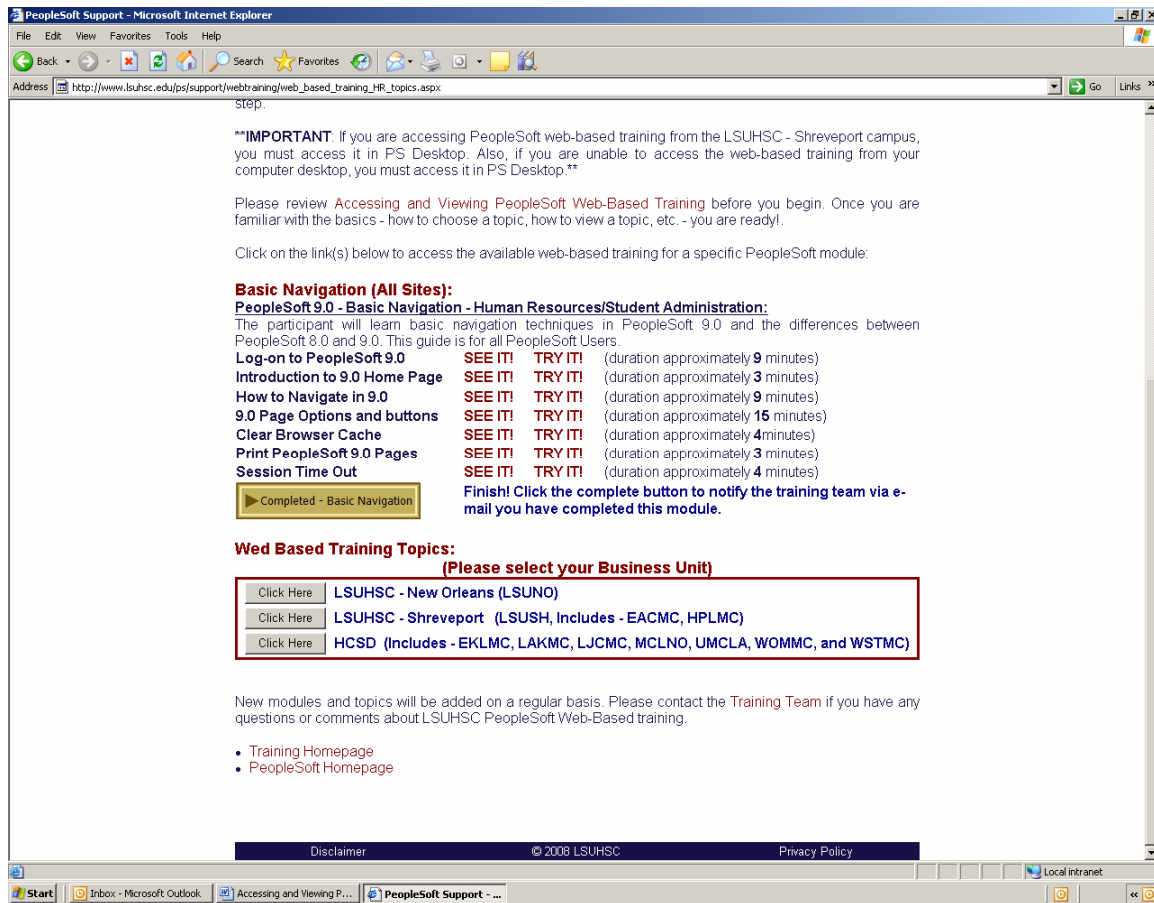 PeopleSoft Support - Microsoft Internet Explorer
File Edit View Favorites Tools Help
Back Search Favorites
Address http://www.lsuhsc.edu/ps/support/webtraining/web_based_training_HR_topics.aspx Go Links »
step.
**IMPORTANT: If you are accessing PeopleSoft web-based training from the LSUHSC - Shreveport campus,
you must access it in PS Desktop. Also, if you are unable to access the web-based training from your
computer desktop, you must access it in PS Desktop.**
Please review Accessing and Viewing PeopleSoft Web-Based Training before you begin. Once you are
familiar with the basics - how to choose a topic, how to view a topic, etc. - you are ready!.
Click on the link(s) below to access the available web-based training for a specific PeopleSoft module:
Basic Navigation (All Sites):
PeopleSoft 9.0 - Basic Navigation - Human Resources/Student Administration:
The participant will learn basic navigation techniques in PeopleSoft 9.0 and the differences between
PeopleSoft 8.0 and 9.0. This guide is for all PeopleSoft Users.
Log-on to PeopleSoft 9.0 SEE IT! TRY IT! (duration approximately 9 minutes)
Introduction to 9.0 Home Page SEE IT! TRY IT! (duration approximately 3 minutes)
How to Navigate in 9.0 SEE IT! TRY IT! (duration approximately 9 minutes)
9.0 Page Options and buttons SEE IT! TRY IT! (duration approximately 15 minutes)
Clear Browser Cache SEE IT! TRY IT! (duration approximately 4minutes)
Print PeopleSoft 9.0 Pages SEE IT! TRY IT! (duration approximately 3 minutes)
Session Time Out SEE IT! TRY IT! (duration approximately 4 minutes)
Completed - Basic Navigation Finish! Click the complete button to notify the training team via e-
mail you have completed this module.
Wed Based Training Topics:
(Please select your Business Unit)
Click Here LSUHSC - New Orleans (LSUNO)
Click Here LSUHSC - Shreveport (LSUSH, Includes - EACMC, HPLMC)
Click Here HCSD (Includes - EKLMC, LAKMC, LJCMC, MCLNO, UMCLA, WOMMC, and WSTMC)
New modules and topics will be added on a regular basis. Please contact the Training Team if you have any
questions or comments about LSUHSC PeopleSoft Web-Based training.
• Training Homepage
• PeopleSoft Homepage
Disclaimer © 2008 LSUHSC Privacy Policy
Local intranet
Start Inbox - Microsoft Outlook Accessing and Viewing P... PeopleSoft Support - ... «